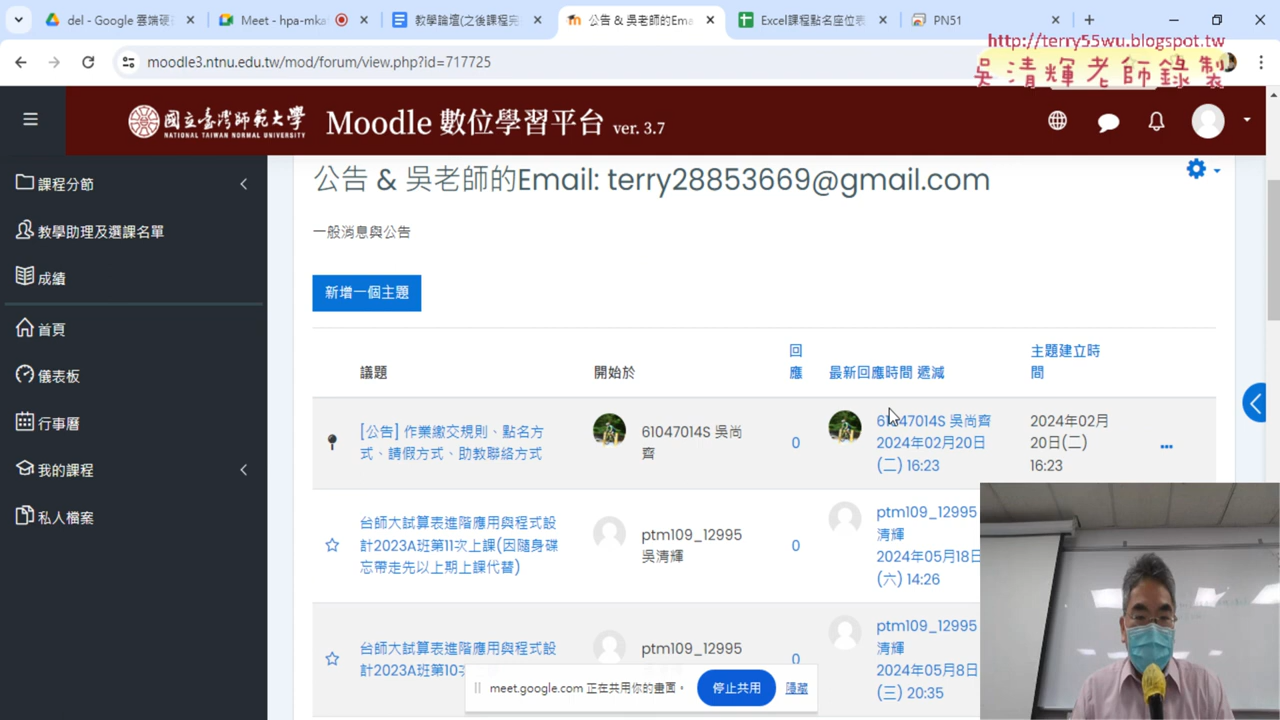 del - Google 雲端硬
Meet - hpa-mka
教學論壇(之後課程完
公告 & 吳老師的Ema
Excel課程點名座位表
PN51
http://terry55wu.blogspot.tw
吳清輝老師錄製
moodle3.ntnu.edu.tw/mod/forum/view.php?id=717725
國立臺灣師範大學
NATIONAL TAIWAN NORMAL UNIVERSITY
Moodle 數位學習平台 ver. 3.7
課程分節
教學助理及選課名單
成績
首頁
儀表板
行事曆
我的課程
私人檔案
公告 & 吳老師的Email: terry28853669@gmail.com
一般消息與公告
新增一個主題
議題
開始於
回應
最新回應時間 遞減
主題建立時間
[公告] 作業繳交規則、點名方
式、請假方式、助教聯絡方式
61047014S 吳尚
齊
0
61047014S 吳尚齊
2024年02月20日
(二) 16:23
2024年02月
20日(二)
16:23
台師大試算表進階應用與程式設
計2023A班第11次上課(因隨身碟
忘帶走先以上期上課代替)
ptm109_12995
吳清輝
0
ptm109_12995
清輝
2024年05月18日
(六) 14:26
台師大試算表進階應用與程式設
計2023A班第10
ptm109_12995
0
ptm109_12995
清輝
2024年05月8日
(三) 20:35
meet.google.com 正在共用你的畫面。
停止共用
隱藏